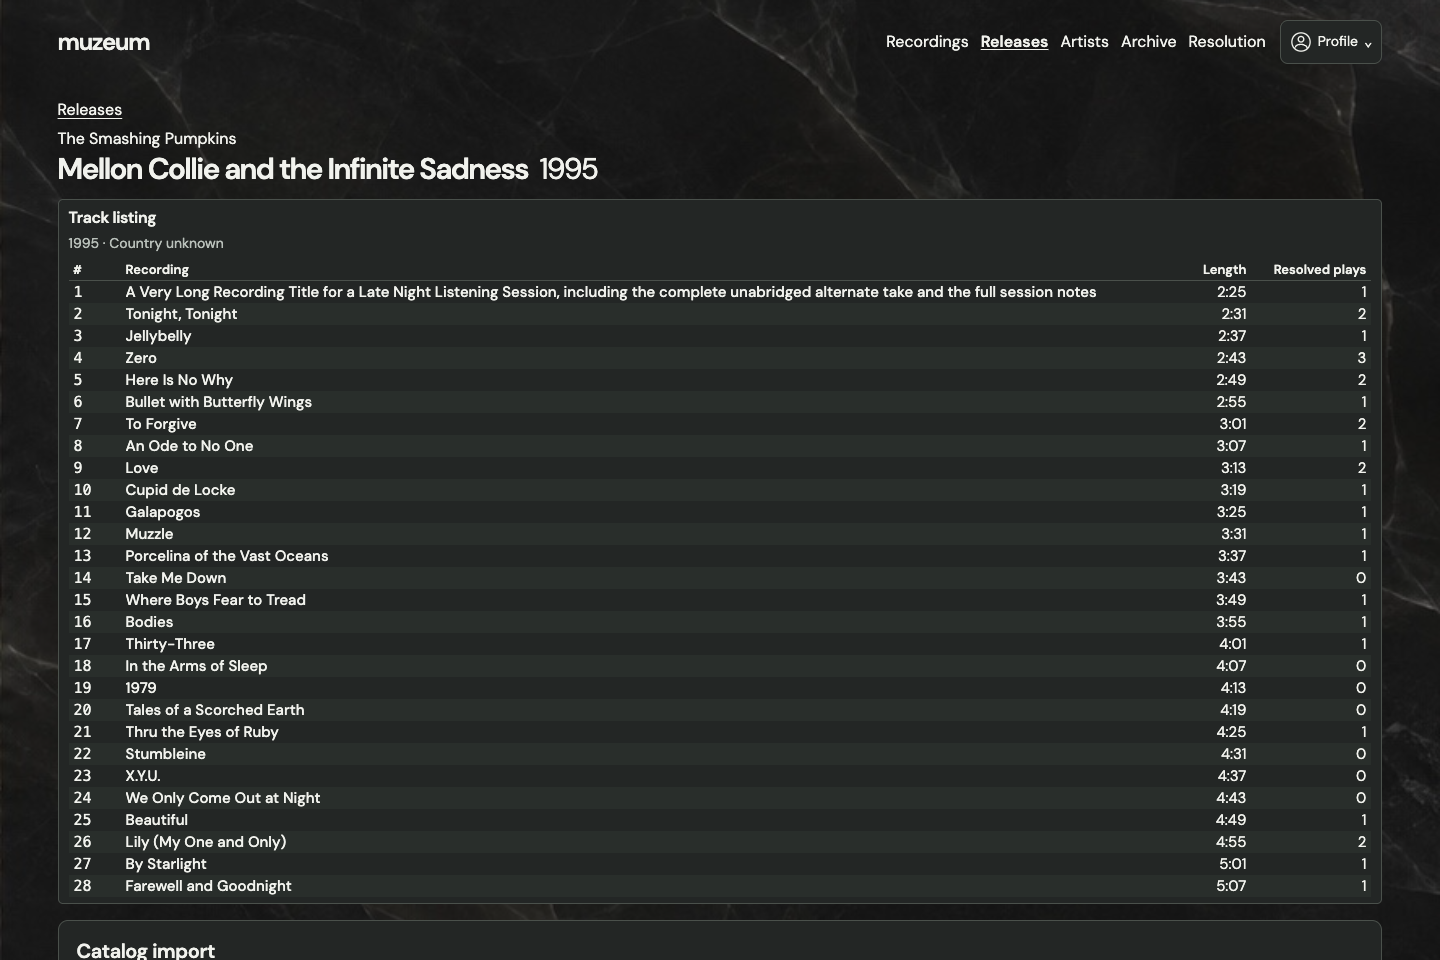 muzeum
Recordings Releases Artists Archive Resolution Profile
Releases
The Smashing Pumpkins
Mellon Collie and the Infinite Sadness 1995
Track listing
1995 · Country unknown
# Recording Length Resolved plays
1 A Very Long Recording Title for a Late Night Listening Session, including the complete unabridged alternate take and the full session notes 2:25 1
2 Tonight, Tonight 2:31 2
3 Jellybelly 2:37 1
4 Zero 2:43 3
5 Here Is No Why 2:49 2
6 Bullet with Butterfly Wings 2:55 1
7 To Forgive 3:01 2
8 An Ode to No One 3:07 1
9 Love 3:13 2
10 Cupid de Locke 3:19 1
11 Galapogos 3:25 1
12 Muzzle 3:31 1
13 Porcelina of the Vast Oceans 3:37 1
14 Take Me Down 3:43 0
15 Where Boys Fear to Tread 3:49 1
16 Bodies 3:55 1
17 Thirty-Three 4:01 1
18 In the Arms of Sleep 4:07 0
19 1979 4:13 0
20 Tales of a Scorched Earth 4:19 0
21 Thru the Eyes of Ruby 4:25 1
22 Stumbleine 4:31 0
23 X.Y.U. 4:37 0
24 We Only Come Out at Night 4:43 0
25 Beautiful 4:49 1
26 Lily (My One and Only) 4:55 2
27 By Starlight 5:01 1
28 Farewell and Goodnight 5:07 1
Catalog import